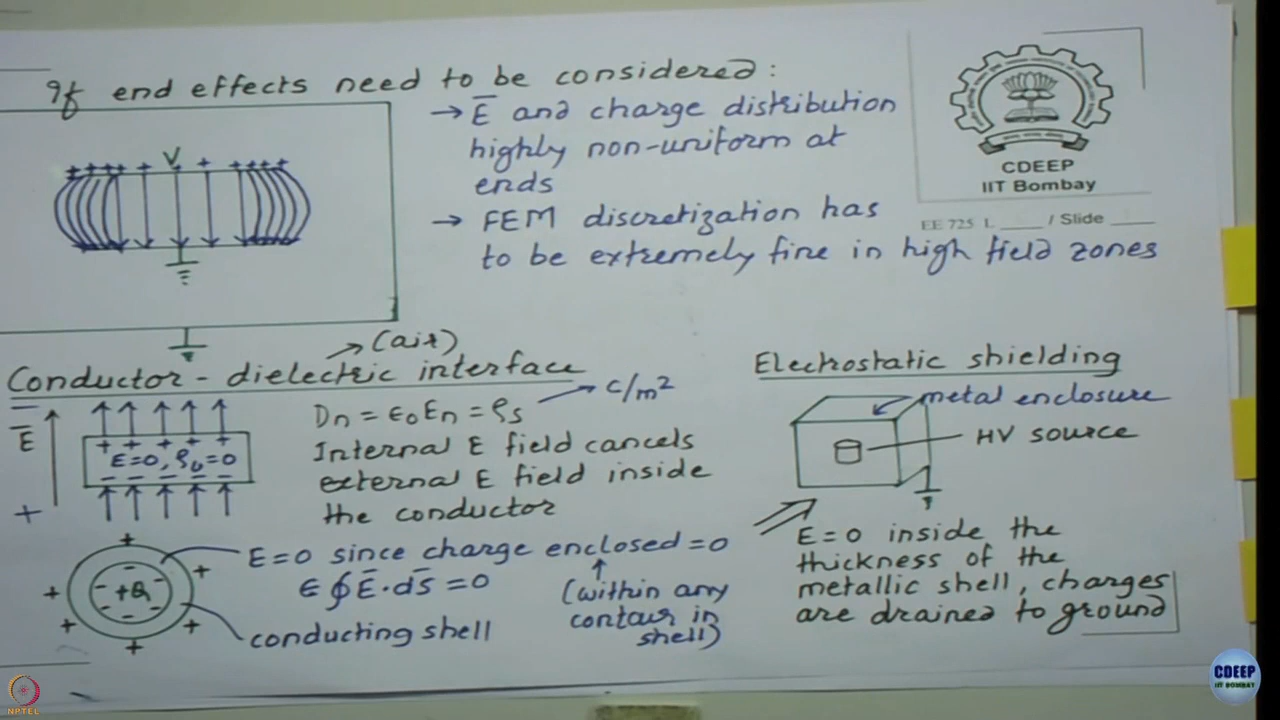 If end effects need to be considered:
V
→ E̅ and charge distribution
highly non-uniform at
ends
→ FEM discretization has
to be extremely fine in high field zones
CDEEP
IIT Bombay
EE 725 L ____ / Slide ____
Conductor - dielectric interface
(air)
− E̅ +
+ + + + +
E=0, ρv=0
− − − − −
Dn = ϵ0 En = ρs
C/m²
Internal E field cancels
external E field inside
the conductor
+Q
E=0 since charge enclosed=0
ϵ ∮ E̅ · ds̅ = 0
(within any
contour in
shell)
conducting shell
Electrostatic shielding
metal enclosure
HV source
E=0 inside the
thickness of the
metallic shell, charges
are drained to ground
NPTEL
CDEEP
IIT BOMBAY